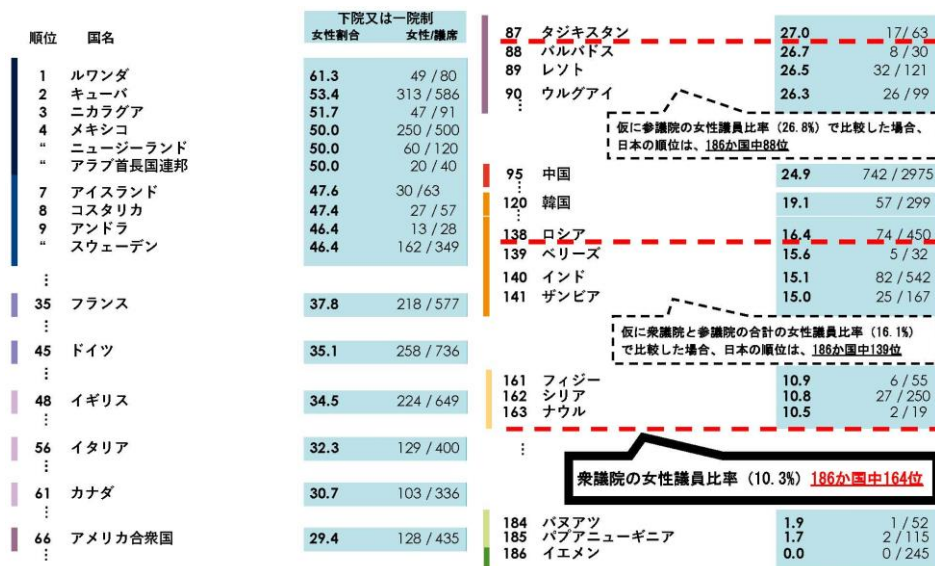 下院又は一院制
順位 国名 女性割合 女性/議席
1 ルワンダ 61.3 49 / 80
2 キューバ 53.4 313 / 586
3 ニカラグア 51.7 47 / 91
4 メキシコ 50.0 250 / 500
“ ニュージーランド 50.0 60 / 120
“ アラブ首長国連邦 50.0 20 / 40
7 アイスランド 47.6 30 /63
8 コスタリカ 47.4 27 / 57
9 アンドラ 46.4 13 / 28
“ スウェーデン 46.4 162 / 349
⋮
35 フランス 37.8 218 / 577
⋮
45 ドイツ 35.1 258 / 736
⋮
48 イギリス 34.5 224 / 649
⋮
56 イタリア 32.3 129 / 400
⋮
61 カナダ 30.7 103 / 336
⋮
66 アメリカ合衆国 29.4 128 / 435
⋮
87 タジキスタン 27.0 17/ 63
88 バルバドス 26.7 8 / 30
89 レソト 26.5 32 / 121
90 ウルグアイ 26.3 26 / 99
⋮
仮に参議院の女性議員比率（26.8%）で比較した場合、
日本の順位は、186か国中88位
95 中国 24.9 742 / 2975
⋮
120 韓国 19.1 57 / 299
⋮
138 ロシア 16.4 74 / 450
139 ベリーズ 15.6 5 / 32
140 インド 15.1 82 / 542
141 ザンビア 15.0 25 / 167
仮に衆議院と参議院の合計の女性議員比率（16.1%）
で比較した場合、日本の順位は、186か国中139位
161 フィジー 10.9 6 / 55
162 シリア 10.8 27 / 250
163 ナウル 10.5 2 / 19
⋮
衆議院の女性議員比率（10.3%）186か国中164位
184 バヌアツ 1.9 1 / 52
185 パプアニューギニア 1.7 2 / 115
186 イエメン 0.0 0 / 245